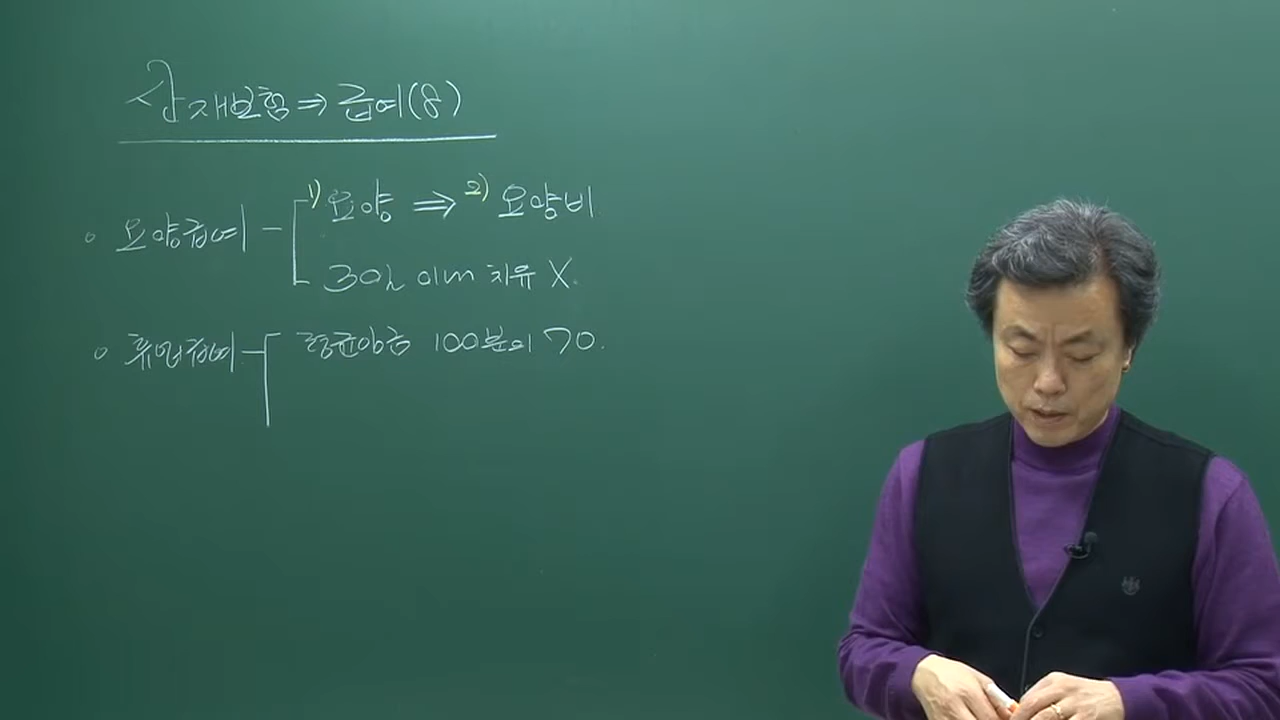 산재보험 ⇒ 급여(8)
1) 요양 ⇒ 2) 요양비
○ 요양급여
30일 이내 치유 X.
○ 휴업급여 평균임금 100분의 70.